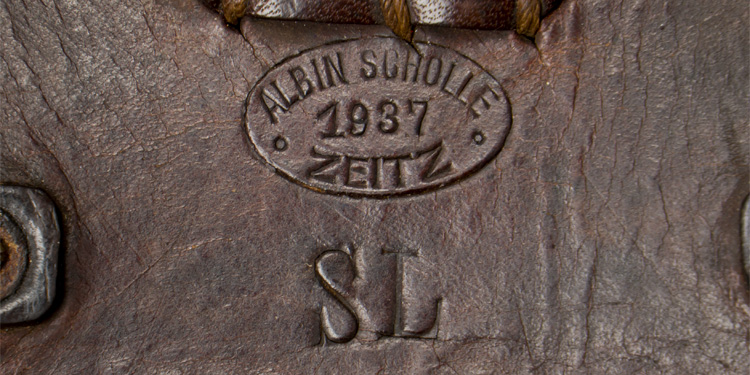 ALBIN SCHOLLE
1937
ZEITZ
SL